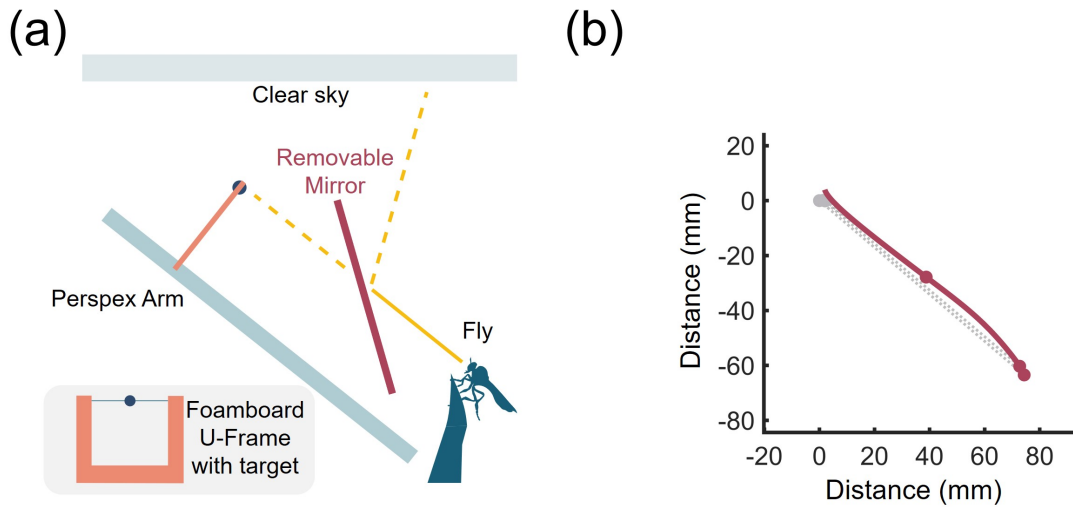 (a)
Clear sky
Removable
Mirror
Perspex Arm
Fly
Foamboard
U-Frame
with target
(b)
20
0
-20
-40
-60
-80
Distance (mm)
-20 0 20 40 60 80
Distance (mm)